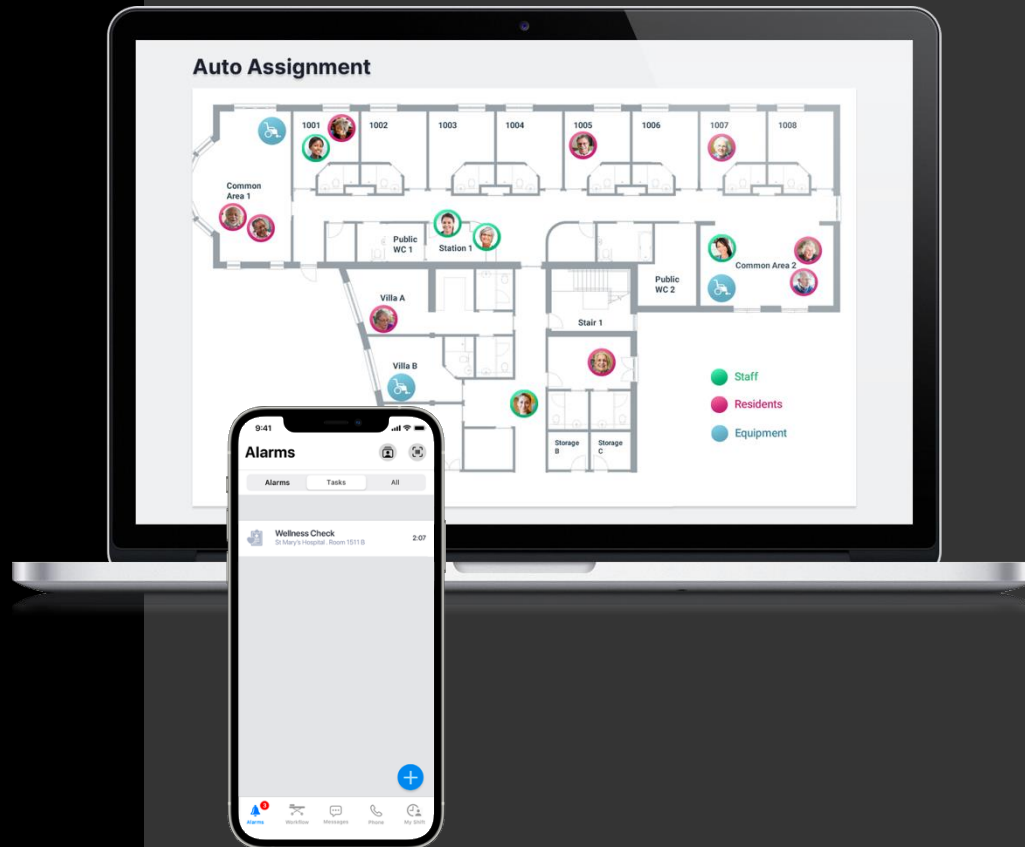 Auto Assignment
1001
1002
1003
1004
1005
1006
1007
1008
Common
Area 1
Public
WC 1
Station 1
Common Area 2
Public
WC 2
Villa A
Stair 1
Villa B
Staff
Residents
Equipment
Storage
B
Storage
C
9:41
Alarms
Alarms
Tasks
All
Wellness Check
2:07
St Mary's Hospital . Room 1511 B
3
Alarms
Workflow
Messages
Phone
My Shift